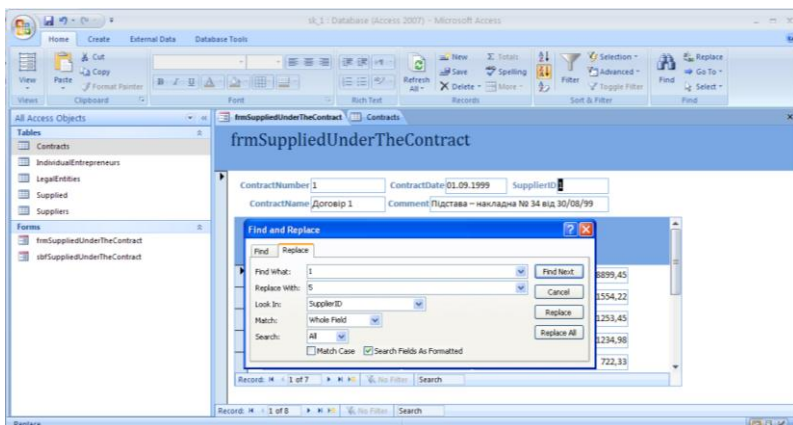 sk_1 : Database (Access 2007) - Microsoft Access
Home Create External Data Database Tools
View
Paste
Cut
Copy
Format Painter
B I U A
Refresh All
New
Save
Delete
Totals
Spelling
More
Filter
Selection
Advanced
Toggle Filter
Find
Replace
Go To
Select
Views Clipboard Font Rich Text Records Sort & Filter Find
All Access Objects
Tables
Contracts
IndividualEntrepreneurs
LegalEntities
Supplied
Suppliers
Forms
frmSuppliedUnderTheContract
sbfSuppliedUnderTheContract
frmSuppliedUnderTheContract Contracts
frmSuppliedUnderTheContract
ContractNumber 1 ContractDate 01.09.1999 SupplierID 1
ContractName Договір 1 Comment Підстава – накладна № 34 від 30/08/99
Find and Replace
Find Replace
Find What: 1 Find Next
Replace With: 5 Cancel
Look In: SupplierID
Match: Whole Field Replace
Search: All Replace All
Match Case Search Fields As Formatted
8899,45
1554,22
1253,45
1234,98
722,33
Record: 1 of 7 No Filter Search
Record: 1 of 8 No Filter Search
Replace